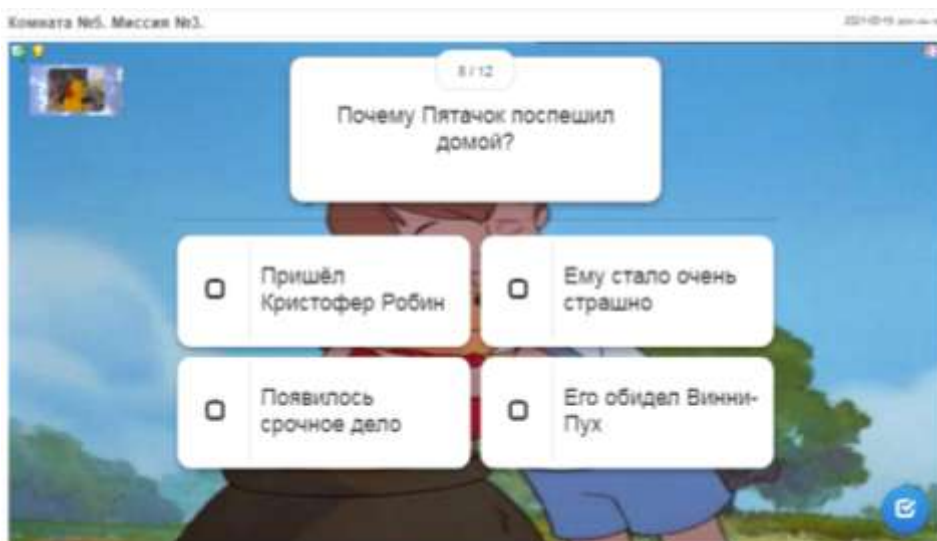 Комната №5. Миссия №3.
8 / 12
Почему Пятачок поспешил
домой?
Пришёл
Кристофер Робин
Ему стало очень
страшно
Появилось
срочное дело
Его обидел Винни-
Пух